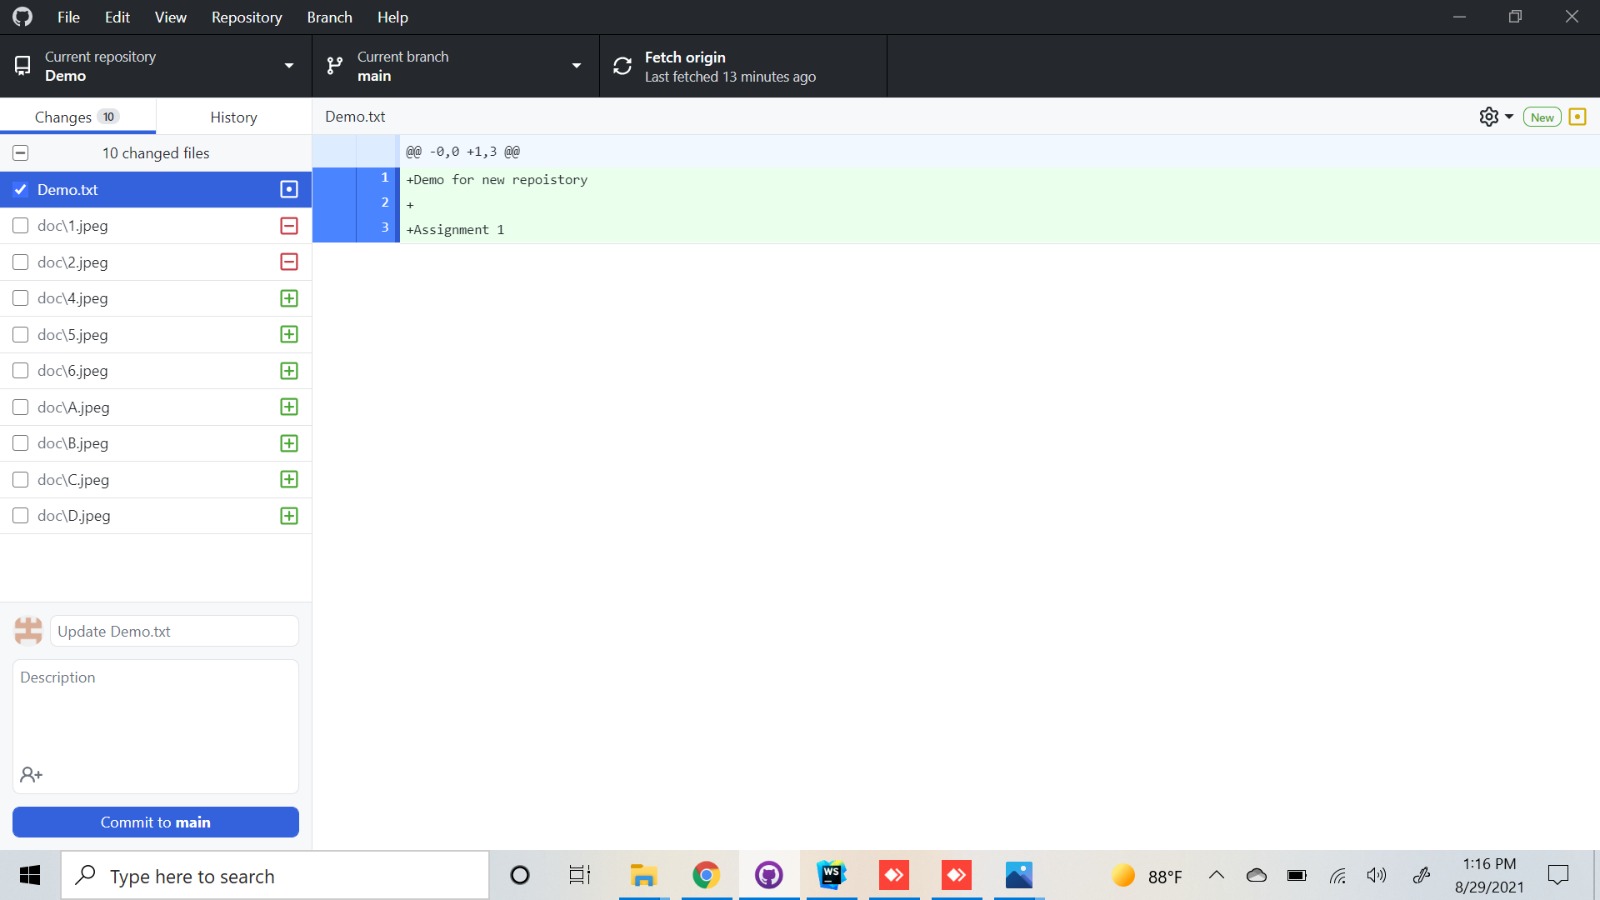 File Edit View Repository Branch Help
Current repository
Demo
Current branch
main
Fetch origin
Last fetched 13 minutes ago
Changes 10
History
Demo.txt
New
10 changed files
@@ -0,0 +1,3 @@
Demo.txt
1 +Demo for new repoistory
2 +
3 +Assignment 1
doc\1.jpeg
doc\2.jpeg
doc\4.jpeg
doc\5.jpeg
doc\6.jpeg
doc\A.jpeg
doc\B.jpeg
doc\C.jpeg
doc\D.jpeg
Update Demo.txt
Description
Commit to main
Type here to search
WS
88°F
1:16 PM
8/29/2021